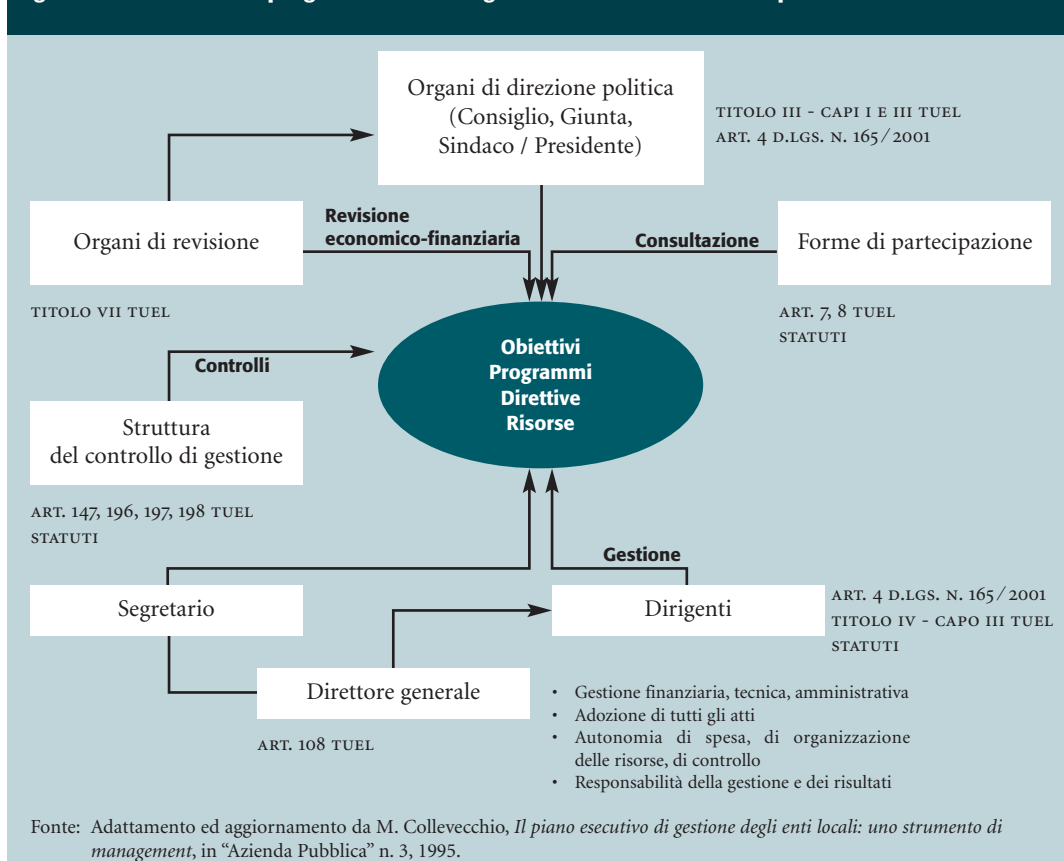 Organi di direzione politica
(Consiglio, Giunta,
Sindaco / Presidente)
TITOLO III - CAPI I E III TUEL
ART. 4 D.LGS. N. 165/2001
Organi di revisione
Revisione
economico-finanziaria
Consultazione
Forme di partecipazione
TITOLO VII TUEL
ART. 7, 8 TUEL
STATUTI
Controlli
Obiettivi
Programmi
Direttive
Risorse
Struttura
del controllo di gestione
ART. 147, 196, 197, 198 TUEL
STATUTI
Gestione
Segretario
Dirigenti
ART. 4 D.LGS. N. 165/2001
TITOLO IV - CAPO III TUEL
STATUTI
Direttore generale
ART. 108 TUEL
• Gestione finanziaria, tecnica, amministrativa
• Adozione di tutti gli atti
• Autonomia di spesa, di organizzazione
delle risorse, di controllo
• Responsabilità della gestione e dei risultati
Fonte: Adattamento ed aggiornamento da M. Collevecchio, Il piano esecutivo di gestione degli enti locali: uno strumento di
management, in “Azienda Pubblica” n. 3, 1995.